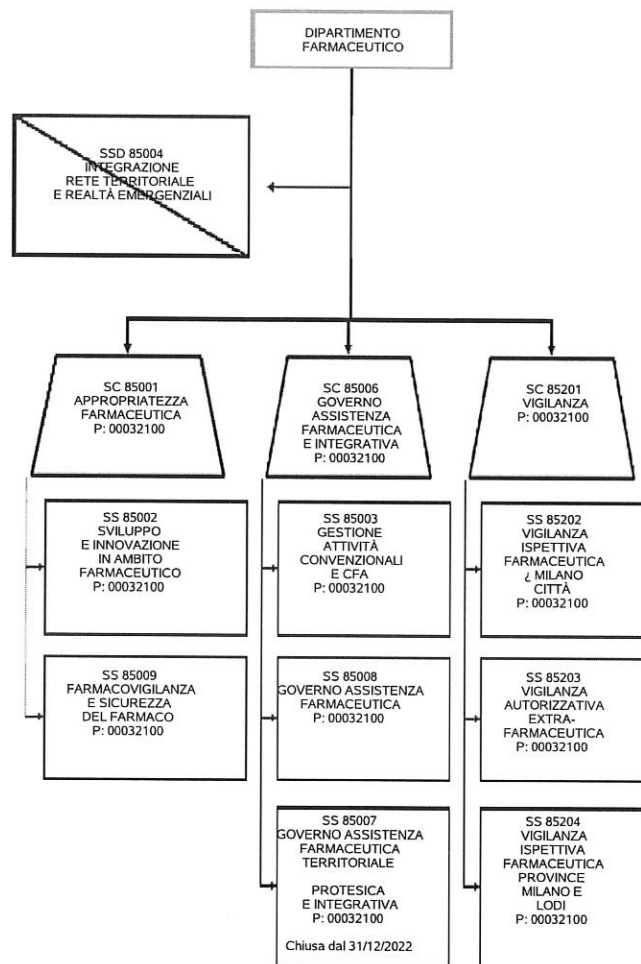 DIPARTIMENTO
FARMACEUTICO
SSD 85004
INTEGRAZIONE
RETE TERRITORIALE
E REALTÀ EMERGENZIALI
SC 85001
APPROPRIATEZZA
FARMACEUTICA
P: 00032100
SC 85006
GOVERNO
ASSISTENZA
FARMACEUTICA
E INTEGRATIVA
P: 00032100
SC 85201
VIGILANZA
P: 00032100
SS 85002
SVILUPPO
E INNOVAZIONE
IN AMBITO
FARMACEUTICO
P: 00032100
SS 85003
GESTIONE
ATTIVITÀ
CONVENZIONALI
E CFA
P: 00032100
SS 85202
VIGILANZA
ISPETTIVA
FARMACEUTICA
¿ MILANO
CITTÀ
P: 00032100
SS 85009
FARMACOVIGILANZA
E SICUREZZA
DEL FARMACO
P: 00032100
SS 85008
GOVERNO ASSISTENZA
FARMACEUTICA
P: 00032100
SS 85203
VIGILANZA
AUTORIZZATIVA
EXTRA-
FARMACEUTICA
P: 00032100
SS 85007
GOVERNO ASSISTENZA
FARMACEUTICA
TERRITORIALE
PROTESICA
E INTEGRATIVA
P: 00032100
Chiusa dal 31/12/2022
SS 85204
VIGILANZA
ISPETTIVA
FARMACEUTICA
PROVINCE
MILANO E
LODI
P: 00032100